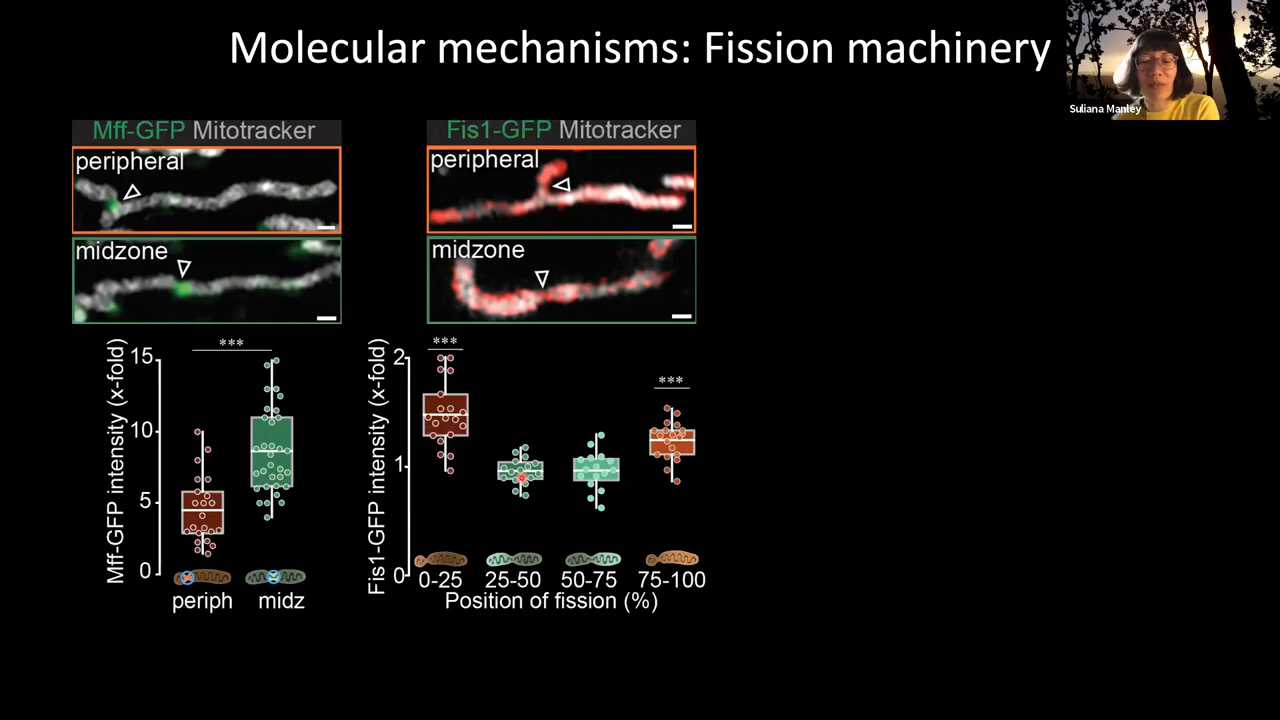 Molecular mechanisms: Fission machinery
Suliana Manley
Mff-GFP Mitotracker
peripheral
midzone
Fis1-GFP Mitotracker
peripheral
midzone
Mff-GFP intensity (x-fold)
15
10
5
0
***
periph
midz
Fis1-GFP intensity (x-fold)
2
1
0
***
***
0-25
25-50
50-75
75-100
Position of fission (%)